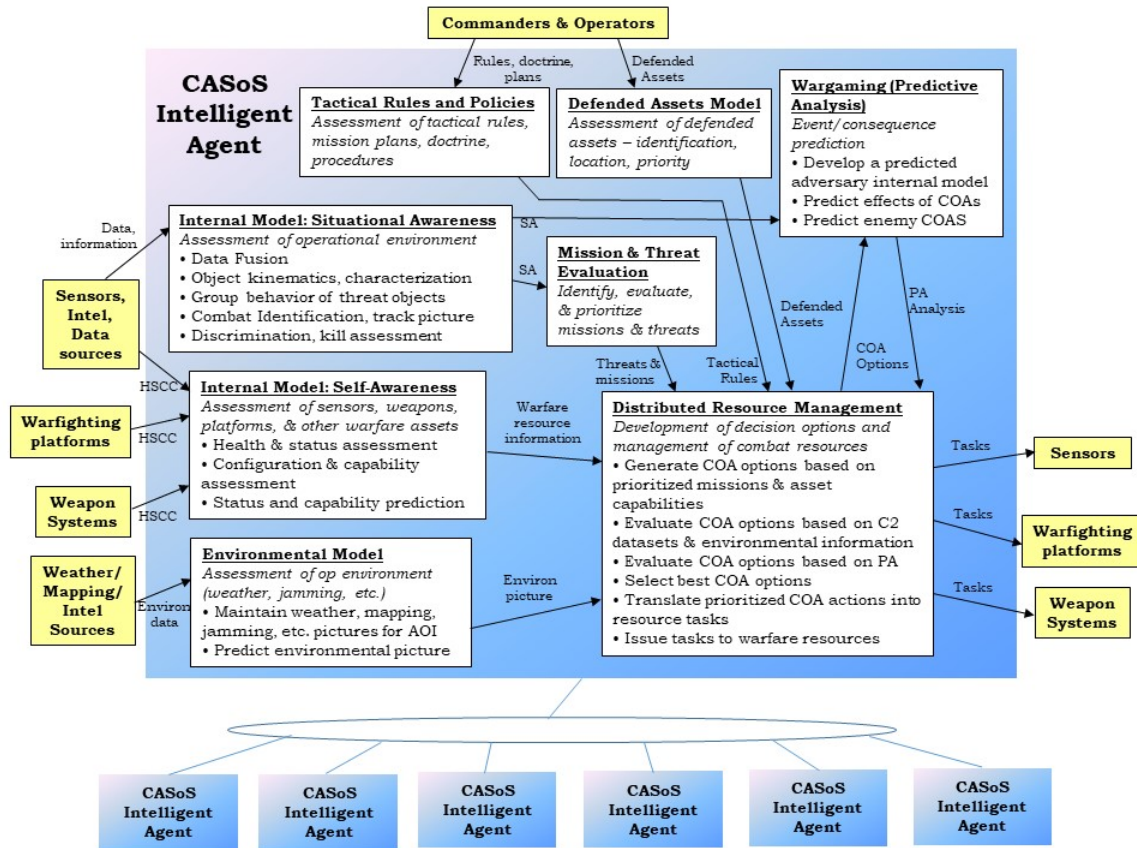 Commanders & Operators
CASoS
Intelligent
Agent
Rules, doctrine,
plans
Defended
Assets
Tactical Rules and Policies
Assessment of tactical rules,
mission plans, doctrine,
procedures
Defended Assets Model
Assessment of defended
assets – identification,
location, priority
Wargaming (Predictive
Analysis)
Event/consequence
prediction
• Develop a predicted
adversary internal model
• Predict effects of COAs
• Predict enemy COAS
Data,
information
Internal Model: Situational Awareness
Assessment of operational environment
• Data Fusion
• Object kinematics, characterization
• Group behavior of threat objects
• Combat Identification, track picture
• Discrimination, kill assessment
SA
SA
Mission & Threat
Evaluation
Identify, evaluate,
& prioritize
missions & threats
Sensors,
Intel,
Data
sources
Defended
Assets
PA
Analysis
COA
Options
Threats &
missions
Tactical
Rules
HSCC
Warfighting
platforms
HSCC
Weapon
Systems
HSCC
Internal Model: Self-Awareness
Assessment of sensors, weapons,
platforms, & other warfare assets
• Health & status assessment
• Configuration & capability
assessment
• Status and capability prediction
Warfare
resource
information
Distributed Resource Management
Development of decision options and
management of combat resources
• Generate COA options based on
prioritized missions & asset
capabilities
• Evaluate COA options based on C2
datasets & environmental information
• Evaluate COA options based on PA
• Select best COA options
• Translate prioritized COA actions into
resource tasks
• Issue tasks to warfare resources
Tasks
Sensors
Tasks
Warfighting
platforms
Tasks
Weapon
Systems
Weather/
Mapping/
Intel
Sources
Environ
data
Environmental Model
Assessment of op environment
(weather, jamming, etc.)
• Maintain weather, mapping,
jamming, etc. pictures for AOI
• Predict environmental picture
Environ
picture
CASoS
Intelligent
Agent
CASoS
Intelligent
Agent
CASoS
Intelligent
Agent
CASoS
Intelligent
Agent
CASoS
Intelligent
Agent
CASoS
Intelligent
Agent